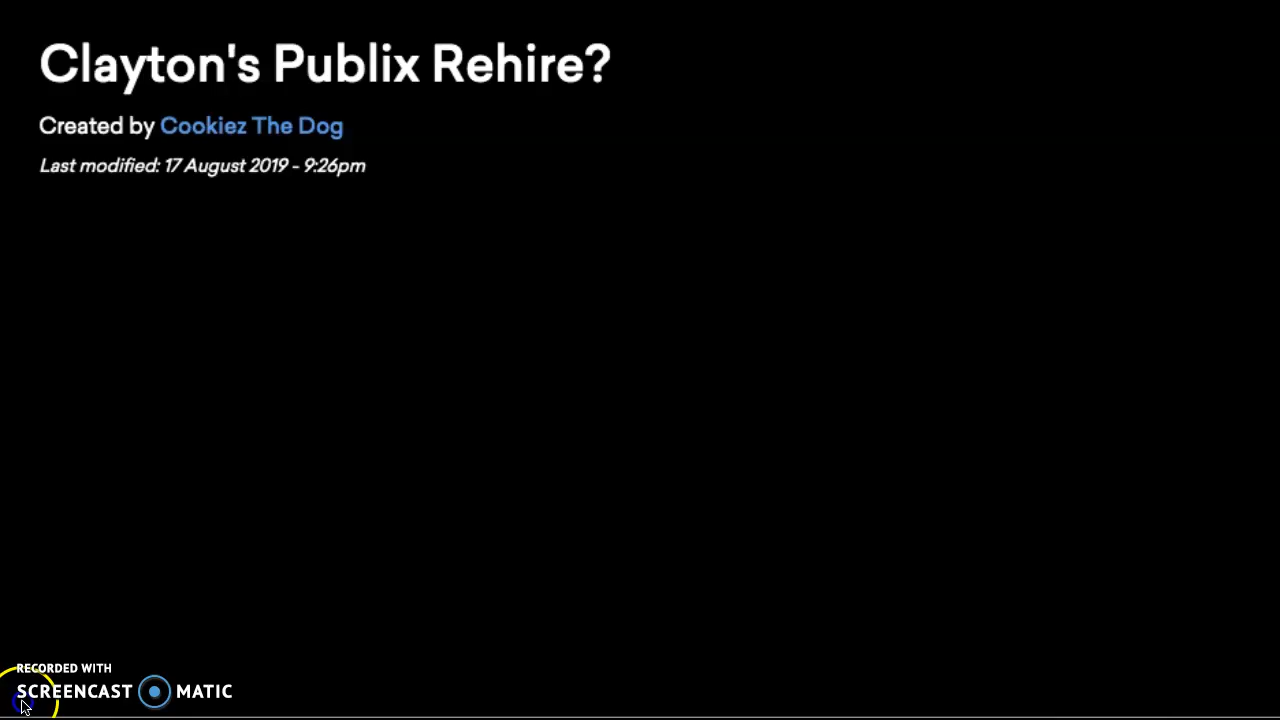 Clayton's Publix Rehire?
Created by Cookiez The Dog
Last modified: 17 August 2019 - 9:26pm
RECORDED WITH
SCREENCAST MATIC